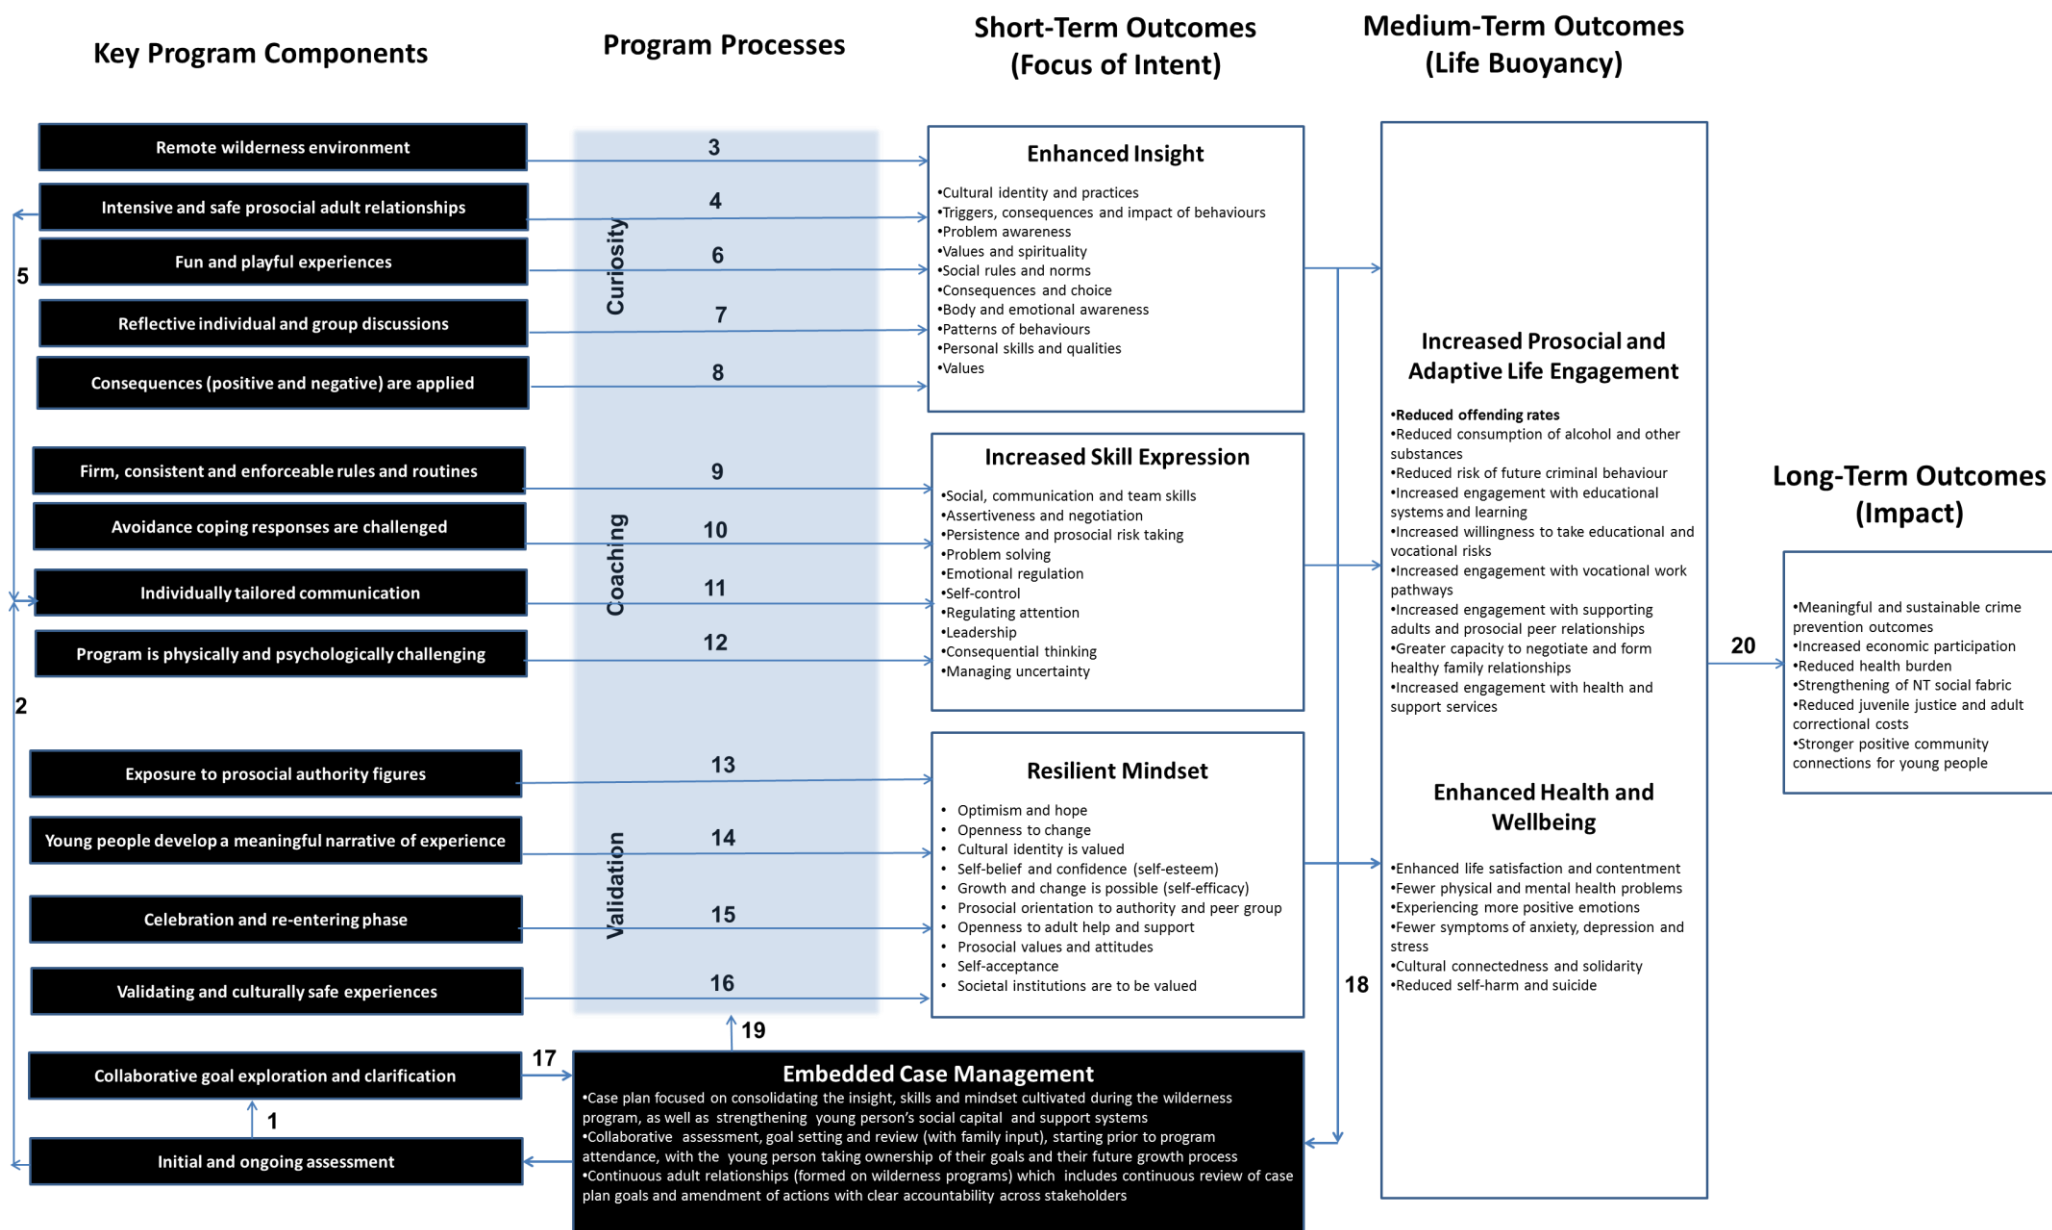 Key Program Components
Program Processes
Short-Term Outcomes
(Focus of Intent)
Medium-Term Outcomes
(Life Buoyancy)
Long-Term Outcomes
(Impact)
Remote wilderness environment
Intensive and safe prosocial adult relationships
Fun and playful experiences
Reflective individual and group discussions
Consequences (positive and negative) are applied
Firm, consistent and enforceable rules and routines
Avoidance coping responses are challenged
Individually tailored communication
Program is physically and psychologically challenging
Exposure to prosocial authority figures
Young people develop a meaningful narrative of experience
Celebration and re-entering phase
Validating and culturally safe experiences
Collaborative goal exploration and clarification
Initial and ongoing assessment
5
2
1
17
Curiosity
Coaching
Validation
3
4
6
7
8
9
10
11
12
13
14
15
16
19
Enhanced Insight
•Cultural identity and practices
•Triggers, consequences and impact of behaviours
•Problem awareness
•Values and spirituality
•Social rules and norms
•Consequences and choice
•Body and emotional awareness
•Patterns of behaviours
•Personal skills and qualities
•Values
Increased Skill Expression
•Social, communication and team skills
•Assertiveness and negotiation
•Persistence and prosocial risk taking
•Problem solving
•Emotional regulation
•Self-control
•Regulating attention
•Leadership
•Consequential thinking
•Managing uncertainty
Resilient Mindset
• Optimism and hope
• Openness to change
• Cultural identity is valued
• Self-belief and confidence (self-esteem)
• Growth and change is possible (self-efficacy)
• Prosocial orientation to authority and peer group
• Openness to adult help and support
• Prosocial values and attitudes
• Self-acceptance
• Societal institutions are to be valued
Embedded Case Management
•Case plan focused on consolidating the insight, skills and mindset cultivated during the wilderness
program, as well as strengthening young person's social capital and support systems
•Collaborative assessment, goal setting and review (with family input), starting prior to program
attendance, with the young person taking ownership of their goals and their future growth process
•Continuous adult relationships (formed on wilderness programs) which includes continuous review of case
plan goals and amendment of actions with clear accountability across stakeholders
18
Increased Prosocial and
Adaptive Life Engagement
•Reduced offending rates
•Reduced consumption of alcohol and other
substances
•Reduced risk of future criminal behaviour
•Increased engagement with educational
systems and learning
•Increased willingness to take educational and
vocational risks
•Increased engagement with vocational work
pathways
•Increased engagement with supporting
adults and prosocial peer relationships
•Greater capacity to negotiate and form
healthy family relationships
•Increased engagement with health and
support services
Enhanced Health and
Wellbeing
•Enhanced life satisfaction and contentment
•Fewer physical and mental health problems
•Experiencing more positive emotions
•Fewer symptoms of anxiety, depression and
stress
•Cultural connectedness and solidarity
•Reduced self-harm and suicide
20
•Meaningful and sustainable crime
prevention outcomes
•Increased economic participation
•Reduced health burden
•Strengthening of NT social fabric
•Reduced juvenile justice and adult
correctional costs
•Stronger positive community
connections for young people